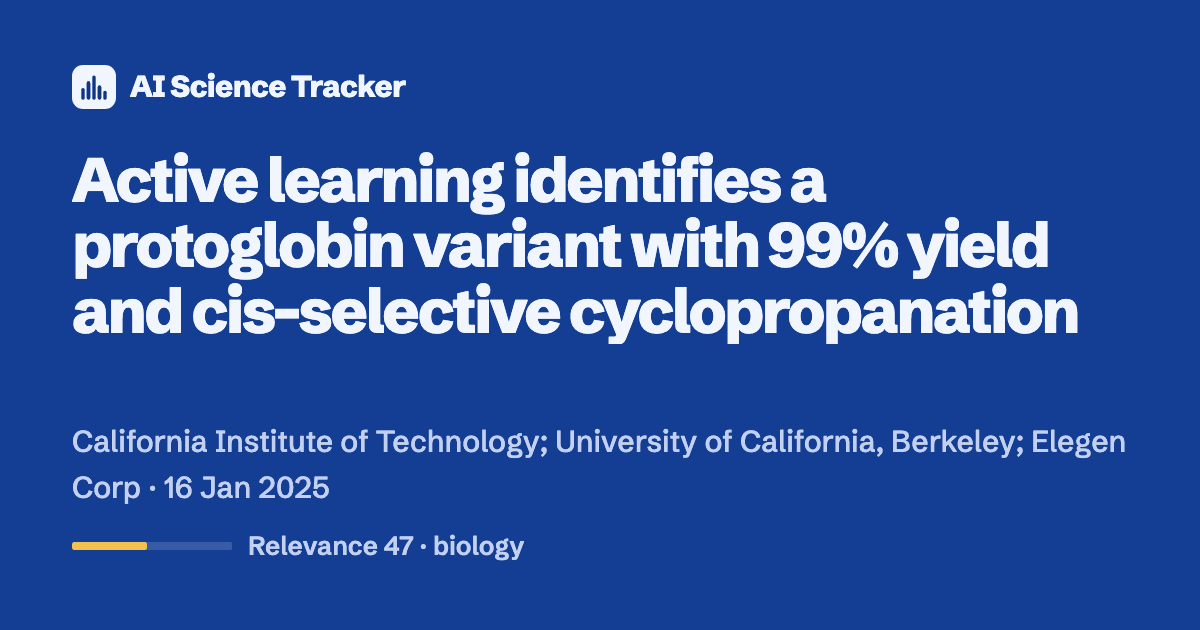 AI Science Tracker
Active learning identifies a
protoglobin variant with 99% yield
and cis-selective cyclopropanation
California Institute of Technology; University of California, Berkeley; Elegen
Corp · 16 Jan 2025
Relevance 47 · biology